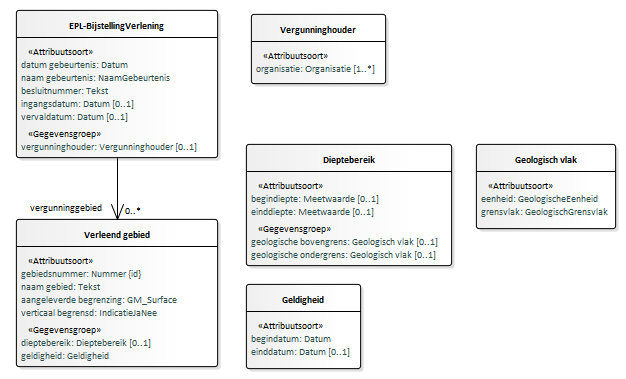 EPL-BijstellingVerlening
«Attribuutsoort»
datum gebeurtenis: Datum
naam gebeurtenis: NaamGebeurtenis
besluitnummer: Tekst
ingangsdatum: Datum [0..1]
vervaldatum: Datum [0..1]
«Gegevensgroep»
vergunninghouder: Vergunninghouder [0..1]
vergunninggebied
0..*
Verleend gebied
«Attribuutsoort»
gebiedsnummer: Nummer {id}
naam gebied: Tekst
aangeleverde begrenzing: GM_Surface
verticaal begrensd: IndicatieJaNee
«Gegevensgroep»
dieptebereik: Dieptebereik [0..1]
geldigheid: Geldigheid
Vergunninghouder
«Attribuutsoort»
organisatie: Organisatie [1..*]
Dieptebereik
«Attribuutsoort»
begindiepte: Meetwaarde [0..1]
einddiepte: Meetwaarde [0..1]
«Gegevensgroep»
geologische bovengrens: Geologisch vlak [0..1]
geologische ondergrens: Geologisch vlak [0..1]
Geologisch vlak
«Attribuutsoort»
eenheid: GeologischeEenheid
grensvlak: GeologischGrensvlak
Geldigheid
«Attribuutsoort»
begindatum: Datum
einddatum: Datum [0..1]